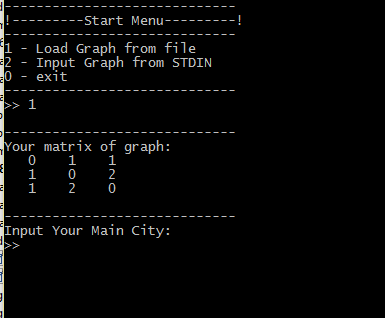 -----------------------------
!---------Start Menu---------!
-----------------------------
1 - Load Graph from file
2 - Input Graph from STDIN
0 - exit
-----------------------------
>> 1
-----------------------------
Your matrix of graph:
0 1 1
1 0 2
1 2 0
-----------------------------
Input Your Main City:
>>